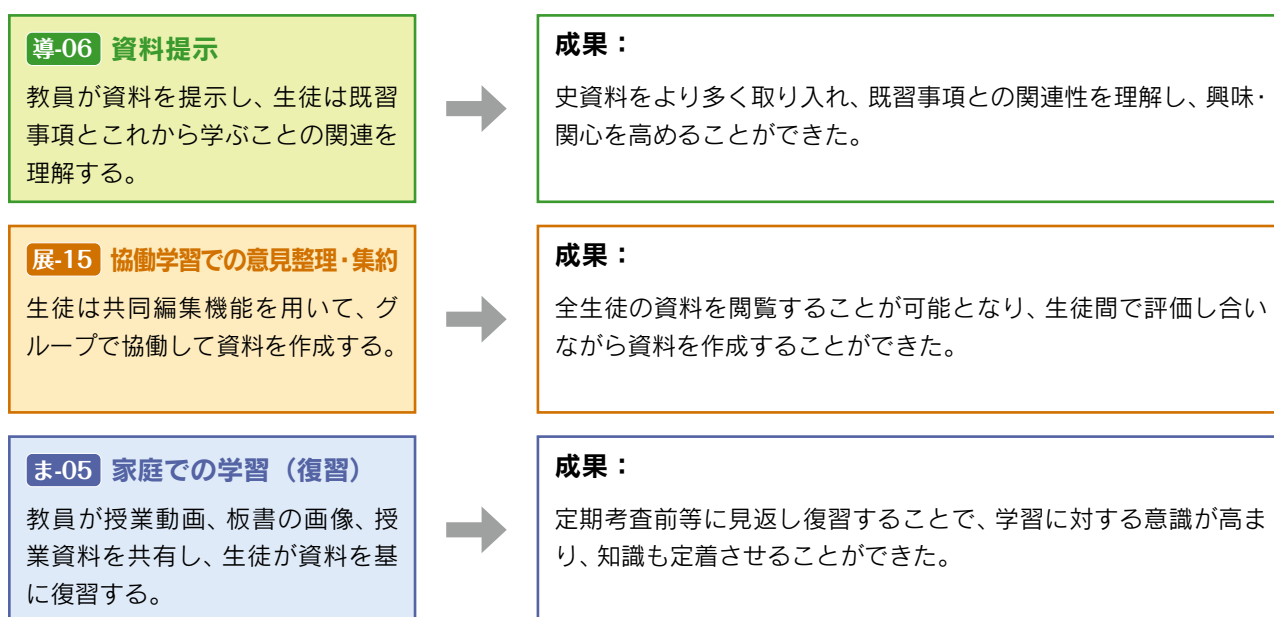 導-06 資料提示
教員が資料を提示し、生徒は既習
事項とこれから学ぶことの関連を
理解する。
成果：
史資料をより多く取り入れ、既習事項との関連性を理解し、興味・
関心を高めることができた。
展-15 協働学習での意見整理・集約
生徒は共同編集機能を用いて、グ
ループで協働して資料を作成する。
成果：
全生徒の資料を閲覧することが可能となり、生徒間で評価し合い
ながら資料を作成することができた。
ま-05 家庭での学習（復習）
教員が授業動画、板書の画像、授
業資料を共有し、生徒が資料を基
に復習する。
成果：
定期考査前等に見返し復習することで、学習に対する意識が高ま
り、知識も定着させることができた。